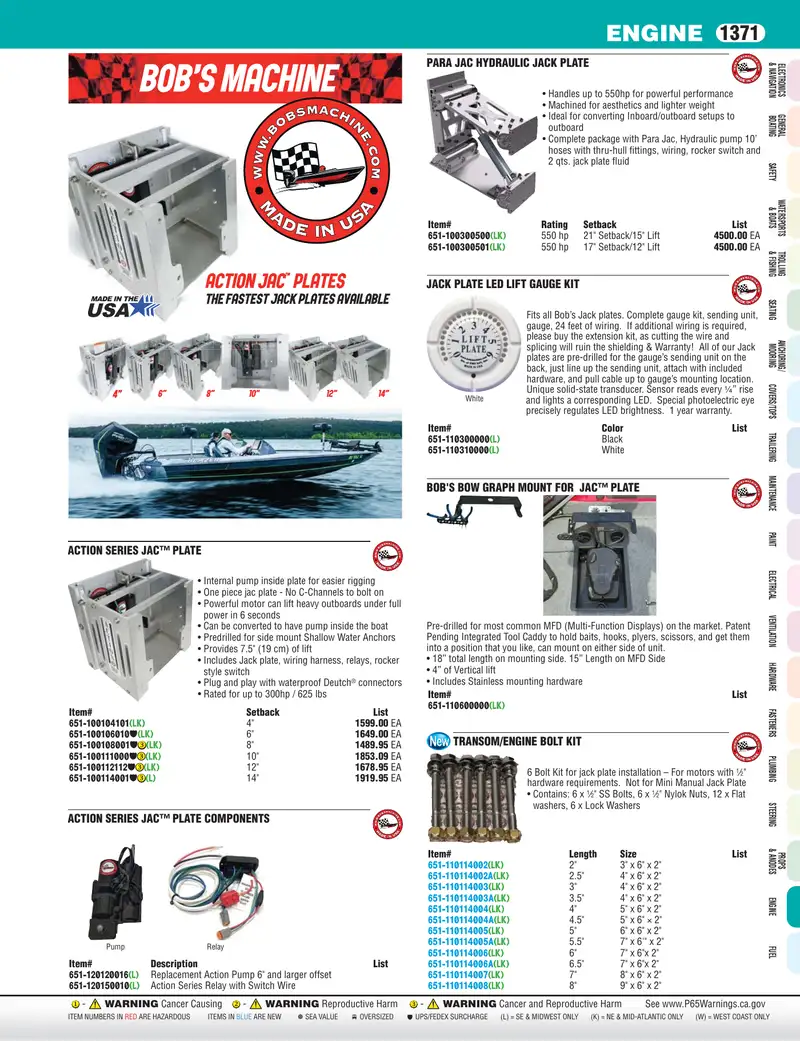 ENGINE 1371
BOB'S MACHINE
WWW.BOBSMACHINE.COM
MADE IN USA
ACTION JAC™ PLATES
THE FASTEST JACK PLATES AVAILABLE
MADE IN THE
USA
4" 6" 8" 10" 12" 14"
ACTION SERIES JAC™ PLATE
• Internal pump inside plate for easier rigging
• One piece jac plate - No C-Channels to bolt on
• Powerful motor can lift heavy outboards under full
power in 6 seconds
• Can be converted to have pump inside the boat
• Predrilled for side mount Shallow Water Anchors
• Provides 7.5" (19 cm) of lift
• Includes Jack plate, wiring harness, relays, rocker
style switch
• Plug and play with waterproof Deutch® connectors
• Rated for up to 300hp / 625 lbs
Item# Setback List
651-100104101(LK) 4" 1599.00 EA
651-100106010(LK) 6" 1649.00 EA
651-100108001 3(LK) 8" 1489.95 EA
651-100111000 3(LK) 10" 1853.09 EA
651-100112112 3(LK) 12" 1678.95 EA
651-100114001 3(L) 14" 1919.95 EA
ACTION SERIES JAC™ PLATE COMPONENTS
Pump Relay
Item# Description List
651-120120016(L) Replacement Action Pump 6" and larger offset
651-120150010(L) Action Series Relay with Switch Wire
PARA JAC HYDRAULIC JACK PLATE
• Handles up to 550hp for powerful performance
• Machined for aesthetics and lighter weight
• Ideal for converting Inboard/outboard setups to
outboard
• Complete package with Para Jac, Hydraulic pump 10'
hoses with thru-hull fittings, wiring, rocker switch and
2 qts. jack plate fluid
Item# Rating Setback List
651-100300500(LK) 550 hp 21" Setback/15" Lift 4500.00 EA
651-100300501(LK) 550 hp 17" Setback/12" Lift 4500.00 EA
JACK PLATE LED LIFT GAUGE KIT
LIFT
PLATE
White
Fits all Bob's Jack plates. Complete gauge kit, sending unit,
gauge, 24 feet of wiring. If additional wiring is required,
please buy the extension kit, as cutting the wire and
splicing will ruin the shielding & Warranty! All of our Jack
plates are pre-drilled for the gauge's sending unit on the
back, just line up the sending unit, attach with included
hardware, and pull cable up to gauge's mounting location.
Unique solid-state transducer. Sensor reads every ¼" rise
and lights a corresponding LED. Special photoelectric eye
precisely regulates LED brightness. 1 year warranty.
Item# Color List
651-110300000(L) Black
651-110310000(L) White
BOB'S BOW GRAPH MOUNT FOR JAC™ PLATE
Pre-drilled for most common MFD (Multi-Function Displays) on the market. Patent
Pending Integrated Tool Caddy to hold baits, hooks, plyers, scissors, and get them
into a position that you like, can mount on either side of unit.
• 18" total length on mounting side. 15" Length on MFD Side
• 4" of Vertical lift
• Includes Stainless mounting hardware
Item# List
651-110600000(LK)
New TRANSOM/ENGINE BOLT KIT
6 Bolt Kit for jack plate installation – For motors with ½"
hardware requirements. Not for Mini Manual Jack Plate
• Contains: 6 x ½" SS Bolts, 6 x ½" Nylok Nuts, 12 x Flat
washers, 6 x Lock Washers
Item# Length Size List
651-110114002(LK) 2" 3" x 6" x 2"
651-110114002A(LK) 2.5" 4" x 6" x 2"
651-110114003(LK) 3" 4" x 6" x 2"
651-110114003A(LK) 3.5" 4" x 6" x 2"
651-110114004(LK) 4" 5" x 6" x 2"
651-110114004A(LK) 4.5" 5" x 6" × 2"
651-110114005(LK) 5" 6" x 6" x 2"
651-110114005A(LK) 5.5" 7" x 6'" x 2"
651-110114006(LK) 6" 7" x 6"x 2"
651-110114006A(LK) 6.5" 7" x 6"x 2"
651-110114007(LK) 7" 8" x 6" x 2"
651-110114008(LK) 8" 9" x 6" x 2"
ELECTRONICS
& NAVIGATION
GENERAL
BOATING
SAFETY
WATERSPORTS
& BOATS
TROLLING
& FISHING
SEATING
ANCHORING/
MOORING
COVERS/TOPS
TRAILERING
MAINTENANCE
PAINT
ELECTRICAL
VENTILATION
HARDWARE
FASTENERS
PLUMBING
STEERING
PROPS
& ANODES
ENGINE
FUEL
1 - WARNING Cancer Causing 2 - WARNING Reproductive Harm 3 - WARNING Cancer and Reproductive Harm See www.P65Warnings.ca.gov
ITEM NUMBERS IN RED ARE HAZARDOUS ITEMS IN BLUE ARE NEW SEA VALUE OVERSIZED UPS/FEDEX SURCHARGE (L) = SE & MIDWEST ONLY (K) = NE & MID-ATLANTIC ONLY (W) = WEST COAST ONLY